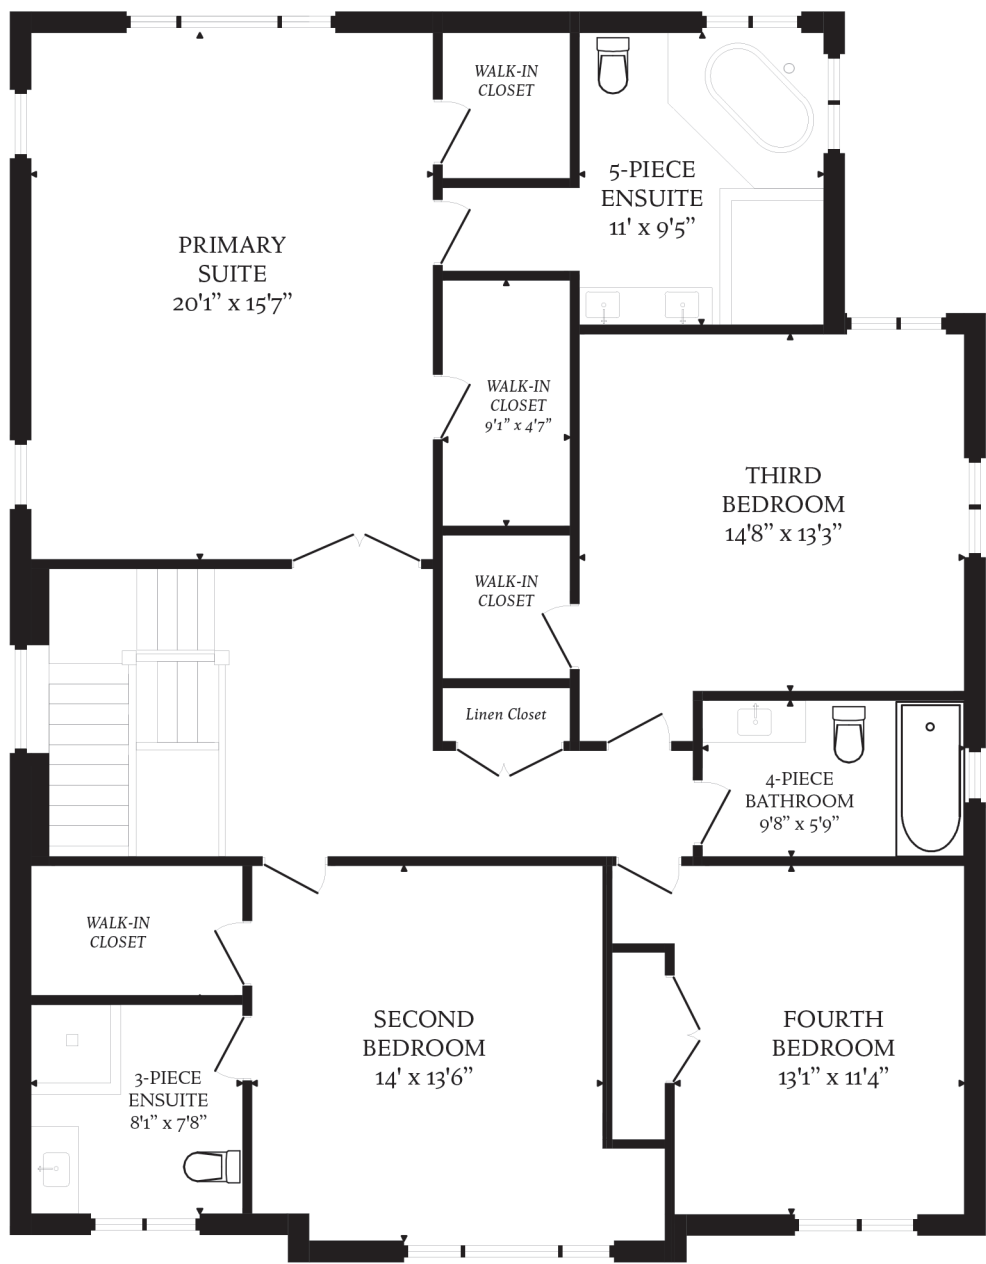 WALK-IN
CLOSET
5-PIECE
ENSUITE
11' x 9'5”
PRIMARY
SUITE
20'1” x 15'7”
WALK-IN
CLOSET
9'1” x 4'7”
THIRD
BEDROOM
14'8” x 13'3”
WALK-IN
CLOSET
Linen Closet
4-PIECE
BATHROOM
9'8” x 5'9”
WALK-IN
CLOSET
SECOND
BEDROOM
14' x 13'6”
FOURTH
BEDROOM
13'1” x 11'4”
3-PIECE
ENSUITE
8'1” x 7'8”